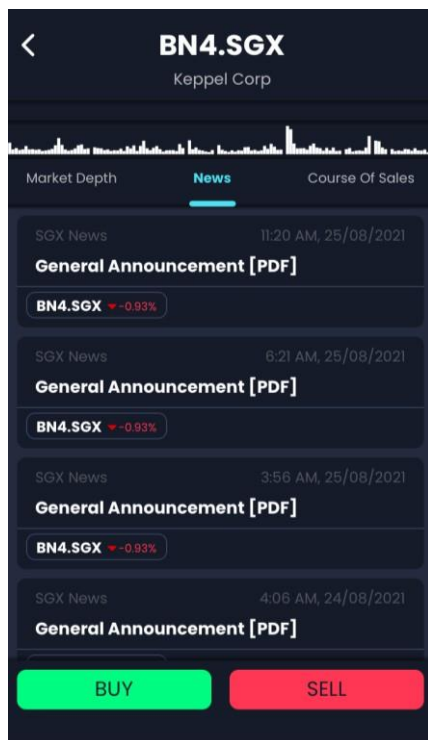 BN4.SGX
Keppel Corp
Market Depth News Course Of Sales
SGX News 11:20 AM, 25/08/2021
General Announcement [PDF]
BN4.SGX -0.93%
SGX News 6:21 AM, 25/08/2021
General Announcement [PDF]
BN4.SGX -0.93%
SGX News 3:56 AM, 25/08/2021
General Announcement [PDF]
BN4.SGX -0.93%
SGX News 4:06 AM, 24/08/2021
General Announcement [PDF]
BUY SELL